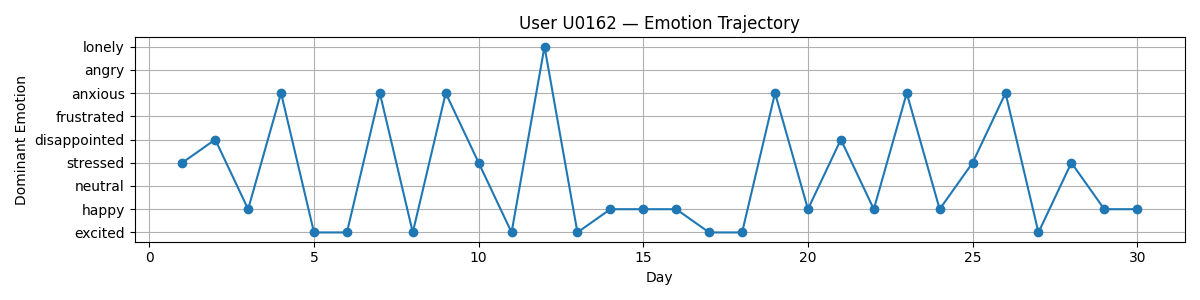 User U0162 — Emotion Trajectory
Dominant Emotion
lonely
angry
anxious
frustrated
disappointed
stressed
neutral
happy
excited
0 5 10 15 20 25 30
Day